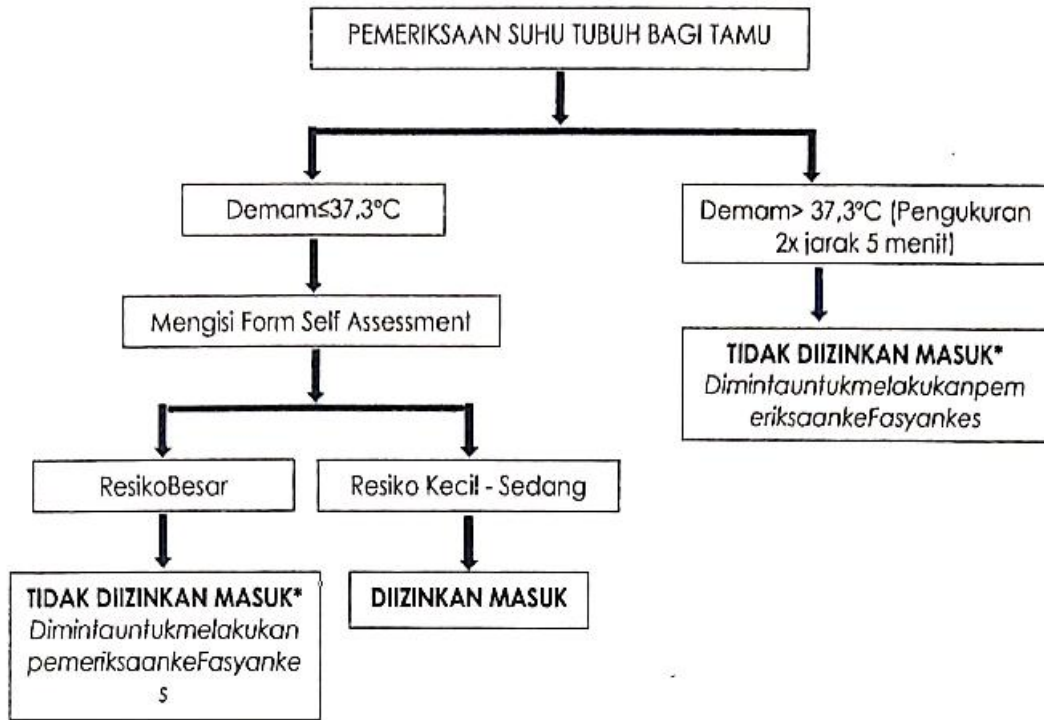 PEMERIKSAAN SUHU TUBUH BAGI TAMU
Demam≤37,3°C
Demam> 37,3°C (Pengukuran
2x jarak 5 menit)
Mengisi Form Self Assessment
TIDAK DIIZINKAN MASUK*
Dimintauntukmelakukanpem
eriksaankeFasyankes
ResikoBesar
Resiko Kecil - Sedang
TIDAK DIIZINKAN MASUK*
Dimintauntukmelakukan
pemeriksaankeFasyanke
s
DIIZINKAN MASUK